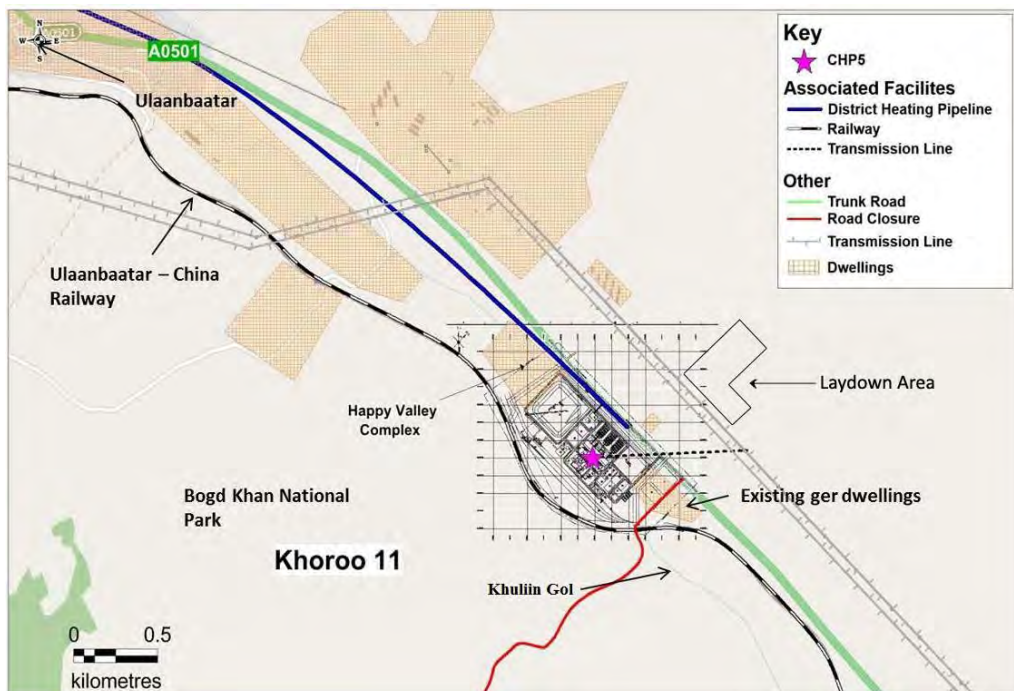 N
W E
S
A0501
A0501
Ulaanbaatar
Ulaanbaatar – China
Railway
Happy Valley
Complex
Bogd Khan National
Park
Khoroo 11
Khuliin Gol
Existing ger dwellings
Laydown Area
0 0.5
kilometres
Key
CHP5
Associated Facilites
District Heating Pipeline
Railway
Transmission Line
Other
Trunk Road
Road Closure
Transmission Line
Dwellings